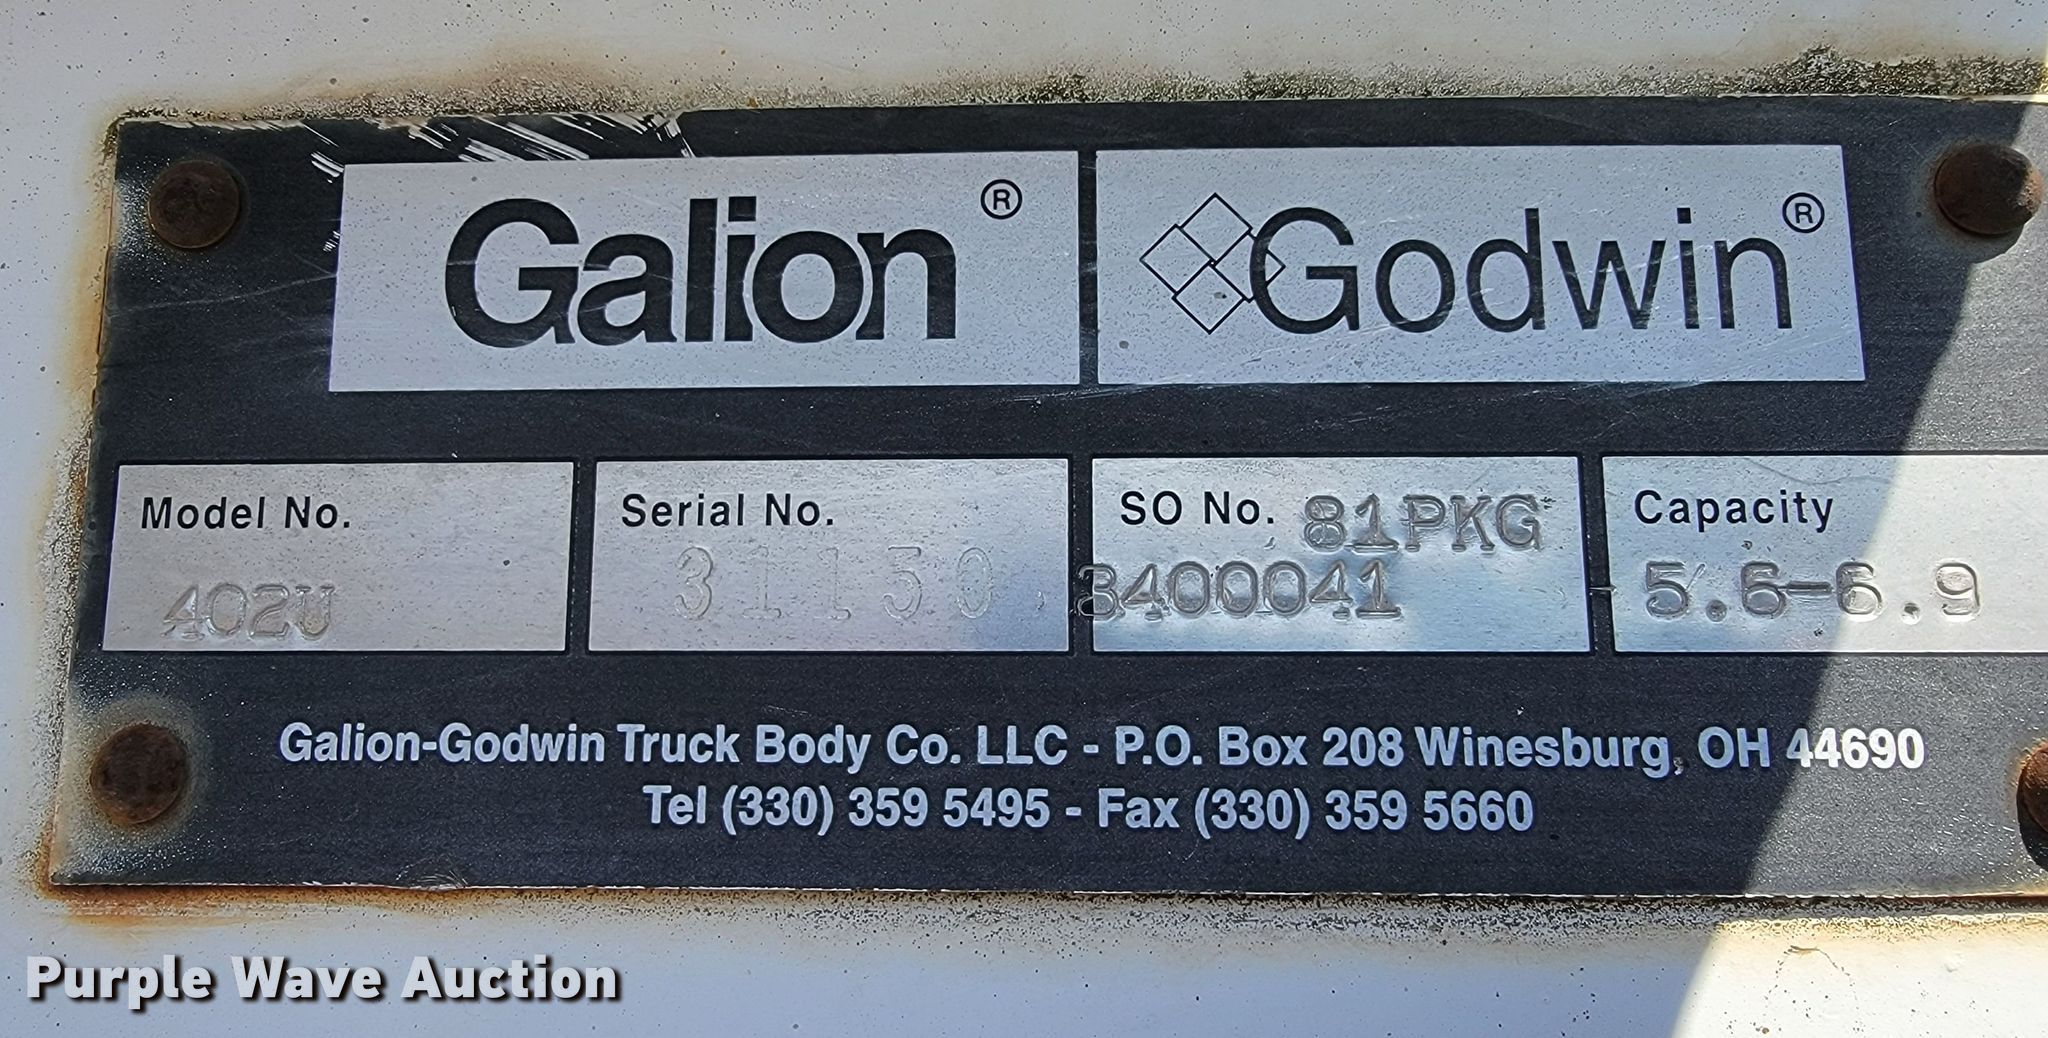 Galion ® Godwin ®
Model No. Serial No. SO No. 81PKG Capacity
402U 31150 3400041 5.6-6.9
Galion-Godwin Truck Body Co. LLC - P.O. Box 208 Winesburg, OH 44690
Tel (330) 359 5495 - Fax (330) 359 5660
Purple Wave Auction